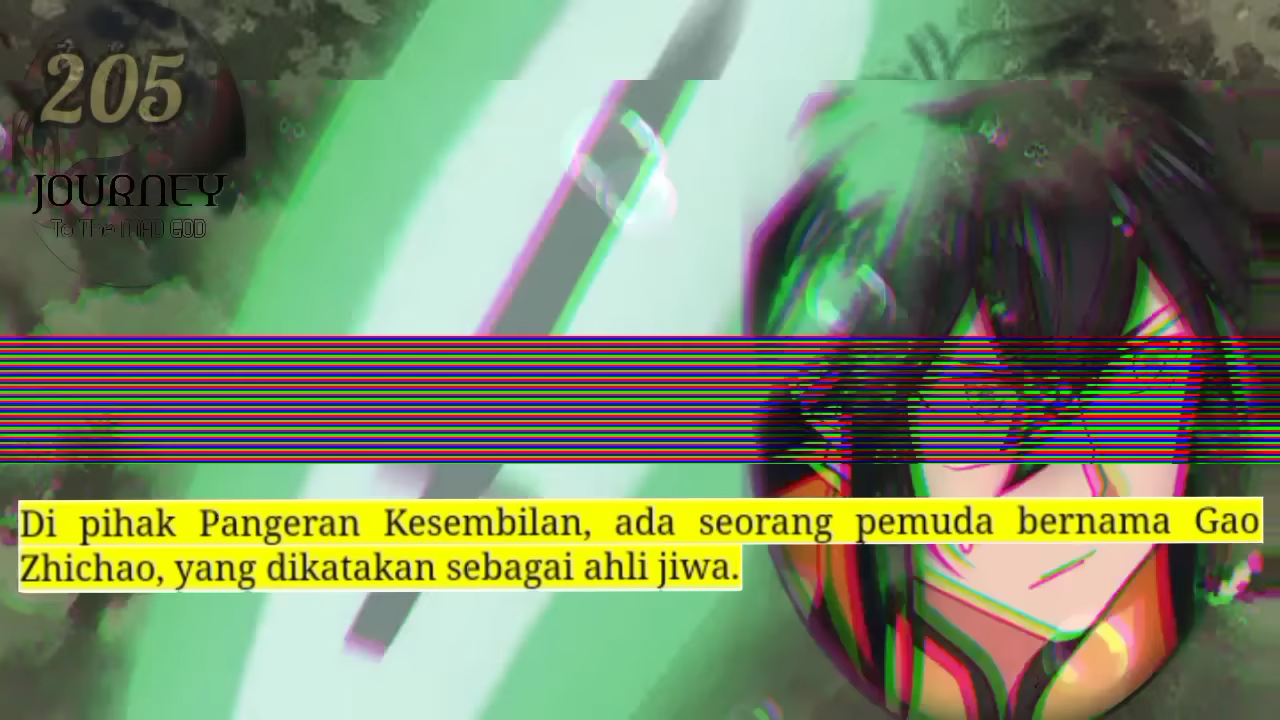 205
JOURNEY
To The MAD GOD
Di pihak Pangeran Kesembilan, ada seorang pemuda bernama Gao
Zhichao, yang dikatakan sebagai ahli jiwa.